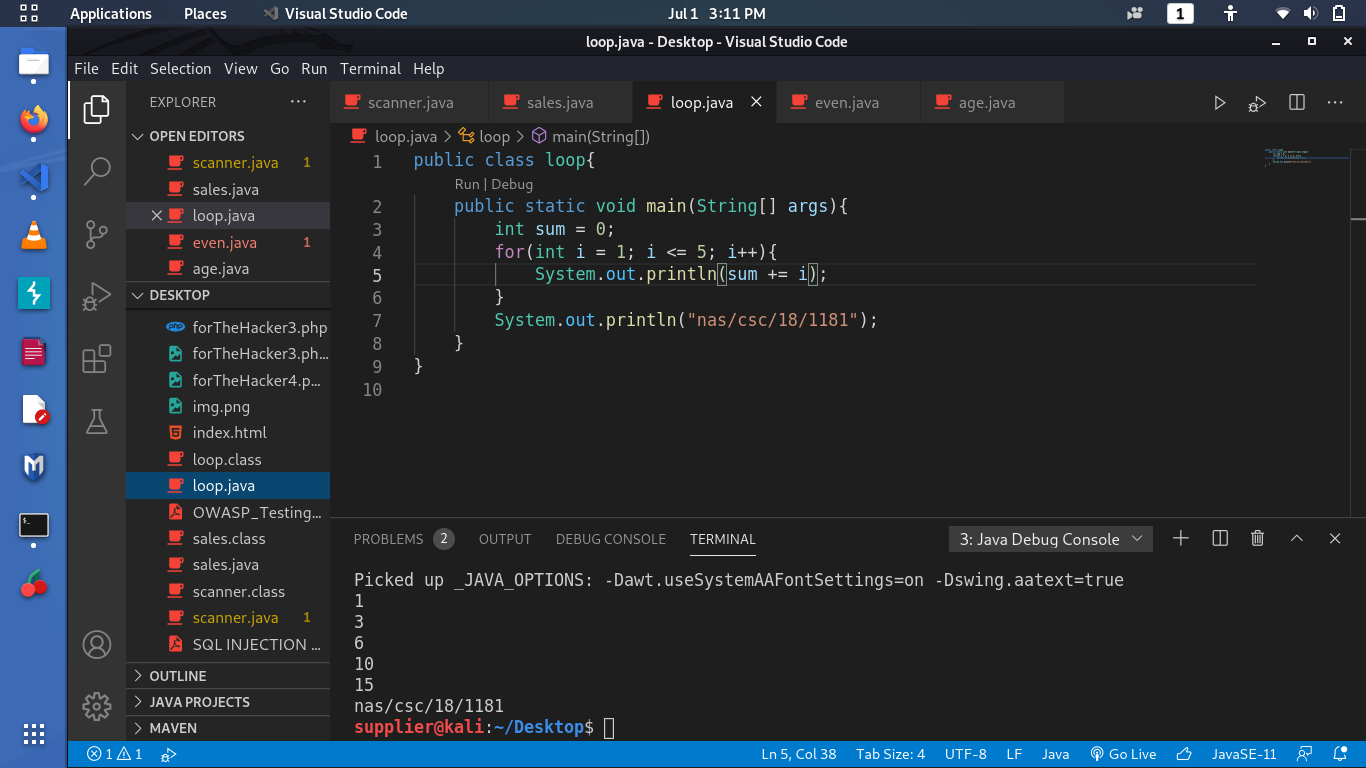 Applications Places Visual Studio Code Jul 1 3:11 PM 1
loop.java - Desktop - Visual Studio Code
File Edit Selection View Go Run Terminal Help
EXPLORER
OPEN EDITORS
scanner.java 1
sales.java
loop.java
even.java 1
age.java
DESKTOP
forTheHacker3.php
forTheHacker3.ph...
forTheHacker4.p...
img.png
index.html
loop.class
loop.java
OWASP_Testing...
sales.class
sales.java
scanner.class
scanner.java 1
SQL INJECTION ...
OUTLINE
JAVA PROJECTS
MAVEN
scanner.java sales.java loop.java even.java age.java
loop.java > loop > main(String[])
1 public class loop{
Run | Debug
2 public static void main(String[] args){
3 int sum = 0;
4 for(int i = 1; i <= 5; i++){
5 System.out.println(sum += i);
6 }
7 System.out.println("nas/csc/18/1181");
8 }
9 }
10
PROBLEMS 2 OUTPUT DEBUG CONSOLE TERMINAL 3: Java Debug Console
Picked up _JAVA_OPTIONS: -Dawt.useSystemAAFontSettings=on -Dswing.aatext=true
1
3
6
10
15
nas/csc/18/1181
supplier@kali:~/Desktop$
1 1 Ln 5, Col 38 Tab Size: 4 UTF-8 LF Java Go Live JavaSE-11